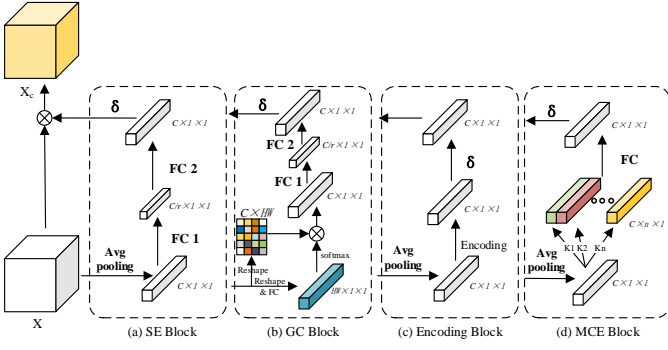 X_c
δ
C×1×1
FC 2
C/r×1×1
FC 1
Avg
pooling
C×1×1
X
(a) SE Block
δ
C×1×1
FC 2
C/r×1×1
FC 1
C×1×1
C×HW
softmax
Reshape
Reshape
& FC
HW×1×1
(b) GC Block
C×1×1
δ
C×1×1
Encoding
Avg
pooling
C×1×1
(c) Encoding Block
δ
C×1×1
FC
C×n×1
K1 K2 Kn
Avg
pooling
C×1×1
(d) MCE Block